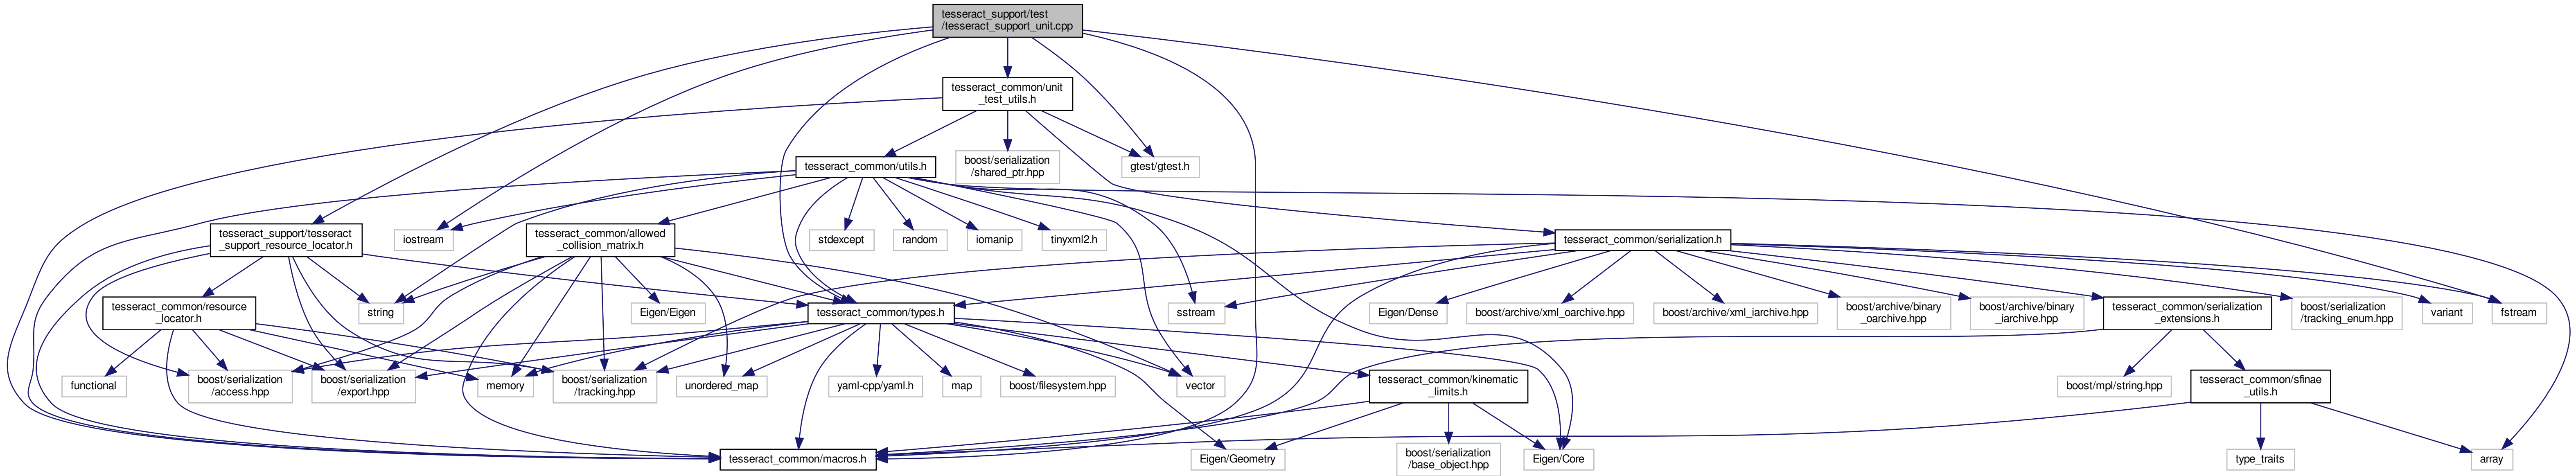 tesseract_support/test
/tesseract_support_unit.cpp
tesseract_common/unit
_test_utils.h
tesseract_common/utils.h
boost/serialization
/shared_ptr.hpp
gtest/gtest.h
tesseract_support/tesseract
_support_resource_locator.h
iostream
tesseract_common/allowed
_collision_matrix.h
stdexcept
random
iomanip
tinyxml2.h
tesseract_common/serialization.h
tesseract_common/resource
_locator.h
string
Eigen/Eigen
tesseract_common/types.h
sstream
Eigen/Dense
boost/archive/xml_oarchive.hpp
boost/archive/xml_iarchive.hpp
boost/archive/binary
_oarchive.hpp
boost/archive/binary
_iarchive.hpp
tesseract_common/serialization
_extensions.h
boost/serialization
/tracking_enum.hpp
variant
fstream
functional
boost/serialization
/access.hpp
boost/serialization
/export.hpp
memory
boost/serialization
/tracking.hpp
unordered_map
yaml-cpp/yaml.h
map
boost/filesystem.hpp
vector
tesseract_common/kinematic
_limits.h
boost/mpl/string.hpp
tesseract_common/sfinae
_utils.h
tesseract_common/macros.h
Eigen/Geometry
boost/serialization
/base_object.hpp
Eigen/Core
type_traits
array